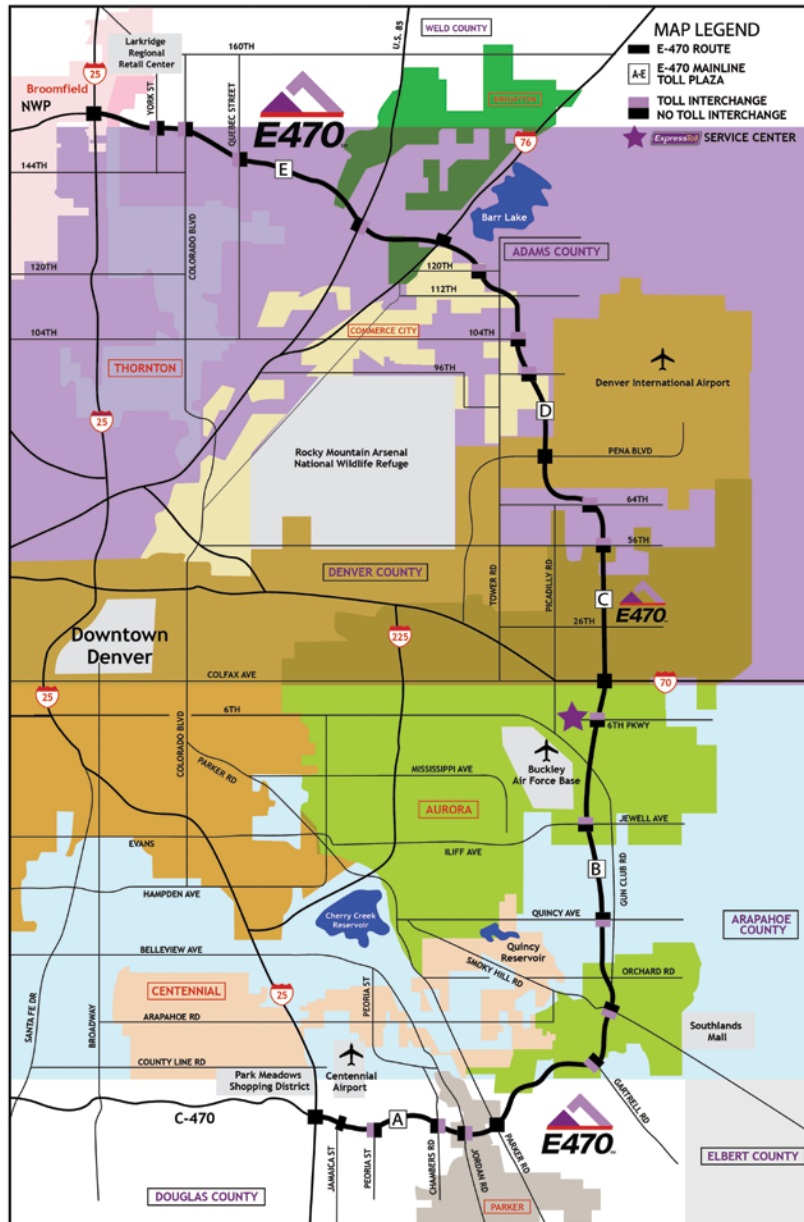 MAP LEGEND
E-470 ROUTE
A-E
E-470 MAINLINE
TOLL PLAZA
TOLL INTERCHANGE
NO TOLL INTERCHANGE
ExpressToll SERVICE CENTER
Larkridge
Regional
Retail Center
WELD COUNTY
U.S. 85
160TH
25
Broomfield
NWP
YORK ST
QUEBEC STREET
E470
BRIGHTON
76
144TH
E
COLORADO BLVD
Barr Lake
ADAMS COUNTY
120TH
120TH
112TH
104TH
COMMERCE CITY
104TH
THORNTON
96TH
Denver International Airport
25
D
Rocky Mountain Arsenal
National Wildlife Refuge
PENA BLVD
64TH
56TH
DENVER COUNTY
TOWER RD
PICADILLY RD
C
E470
26TH
225
Downtown
Denver
COLFAX AVE
70
25
6TH
6TH PKWY
COLORADO BLVD
PARKER RD
Buckley
Air Force Base
MISSISSIPPI AVE
AURORA
JEWELL AVE
EVANS
ILIFF AVE
GUN CLUB RD
B
HAMPDEN AVE
Cherry Creek
Reservoir
QUINCY AVE
ARAPAHOE
COUNTY
BELLEVIEW AVE
Quincy
Reservoir
SMOKY HILL RD
ORCHARD RD
CENTENNIAL
25
PEORIA ST
SANTA FE DR
BROADWAY
ARAPAHOE RD
Southlands
Mall
COUNTY LINE RD
Park Meadows
Shopping District
Centennial
Airport
GARTRELL RD
C-470
A
E470
JAMAICA ST
PEORIA ST
CHAMBERS RD
JORDAN RD
PARKER RD
ELBERT COUNTY
DOUGLAS COUNTY
PARKER